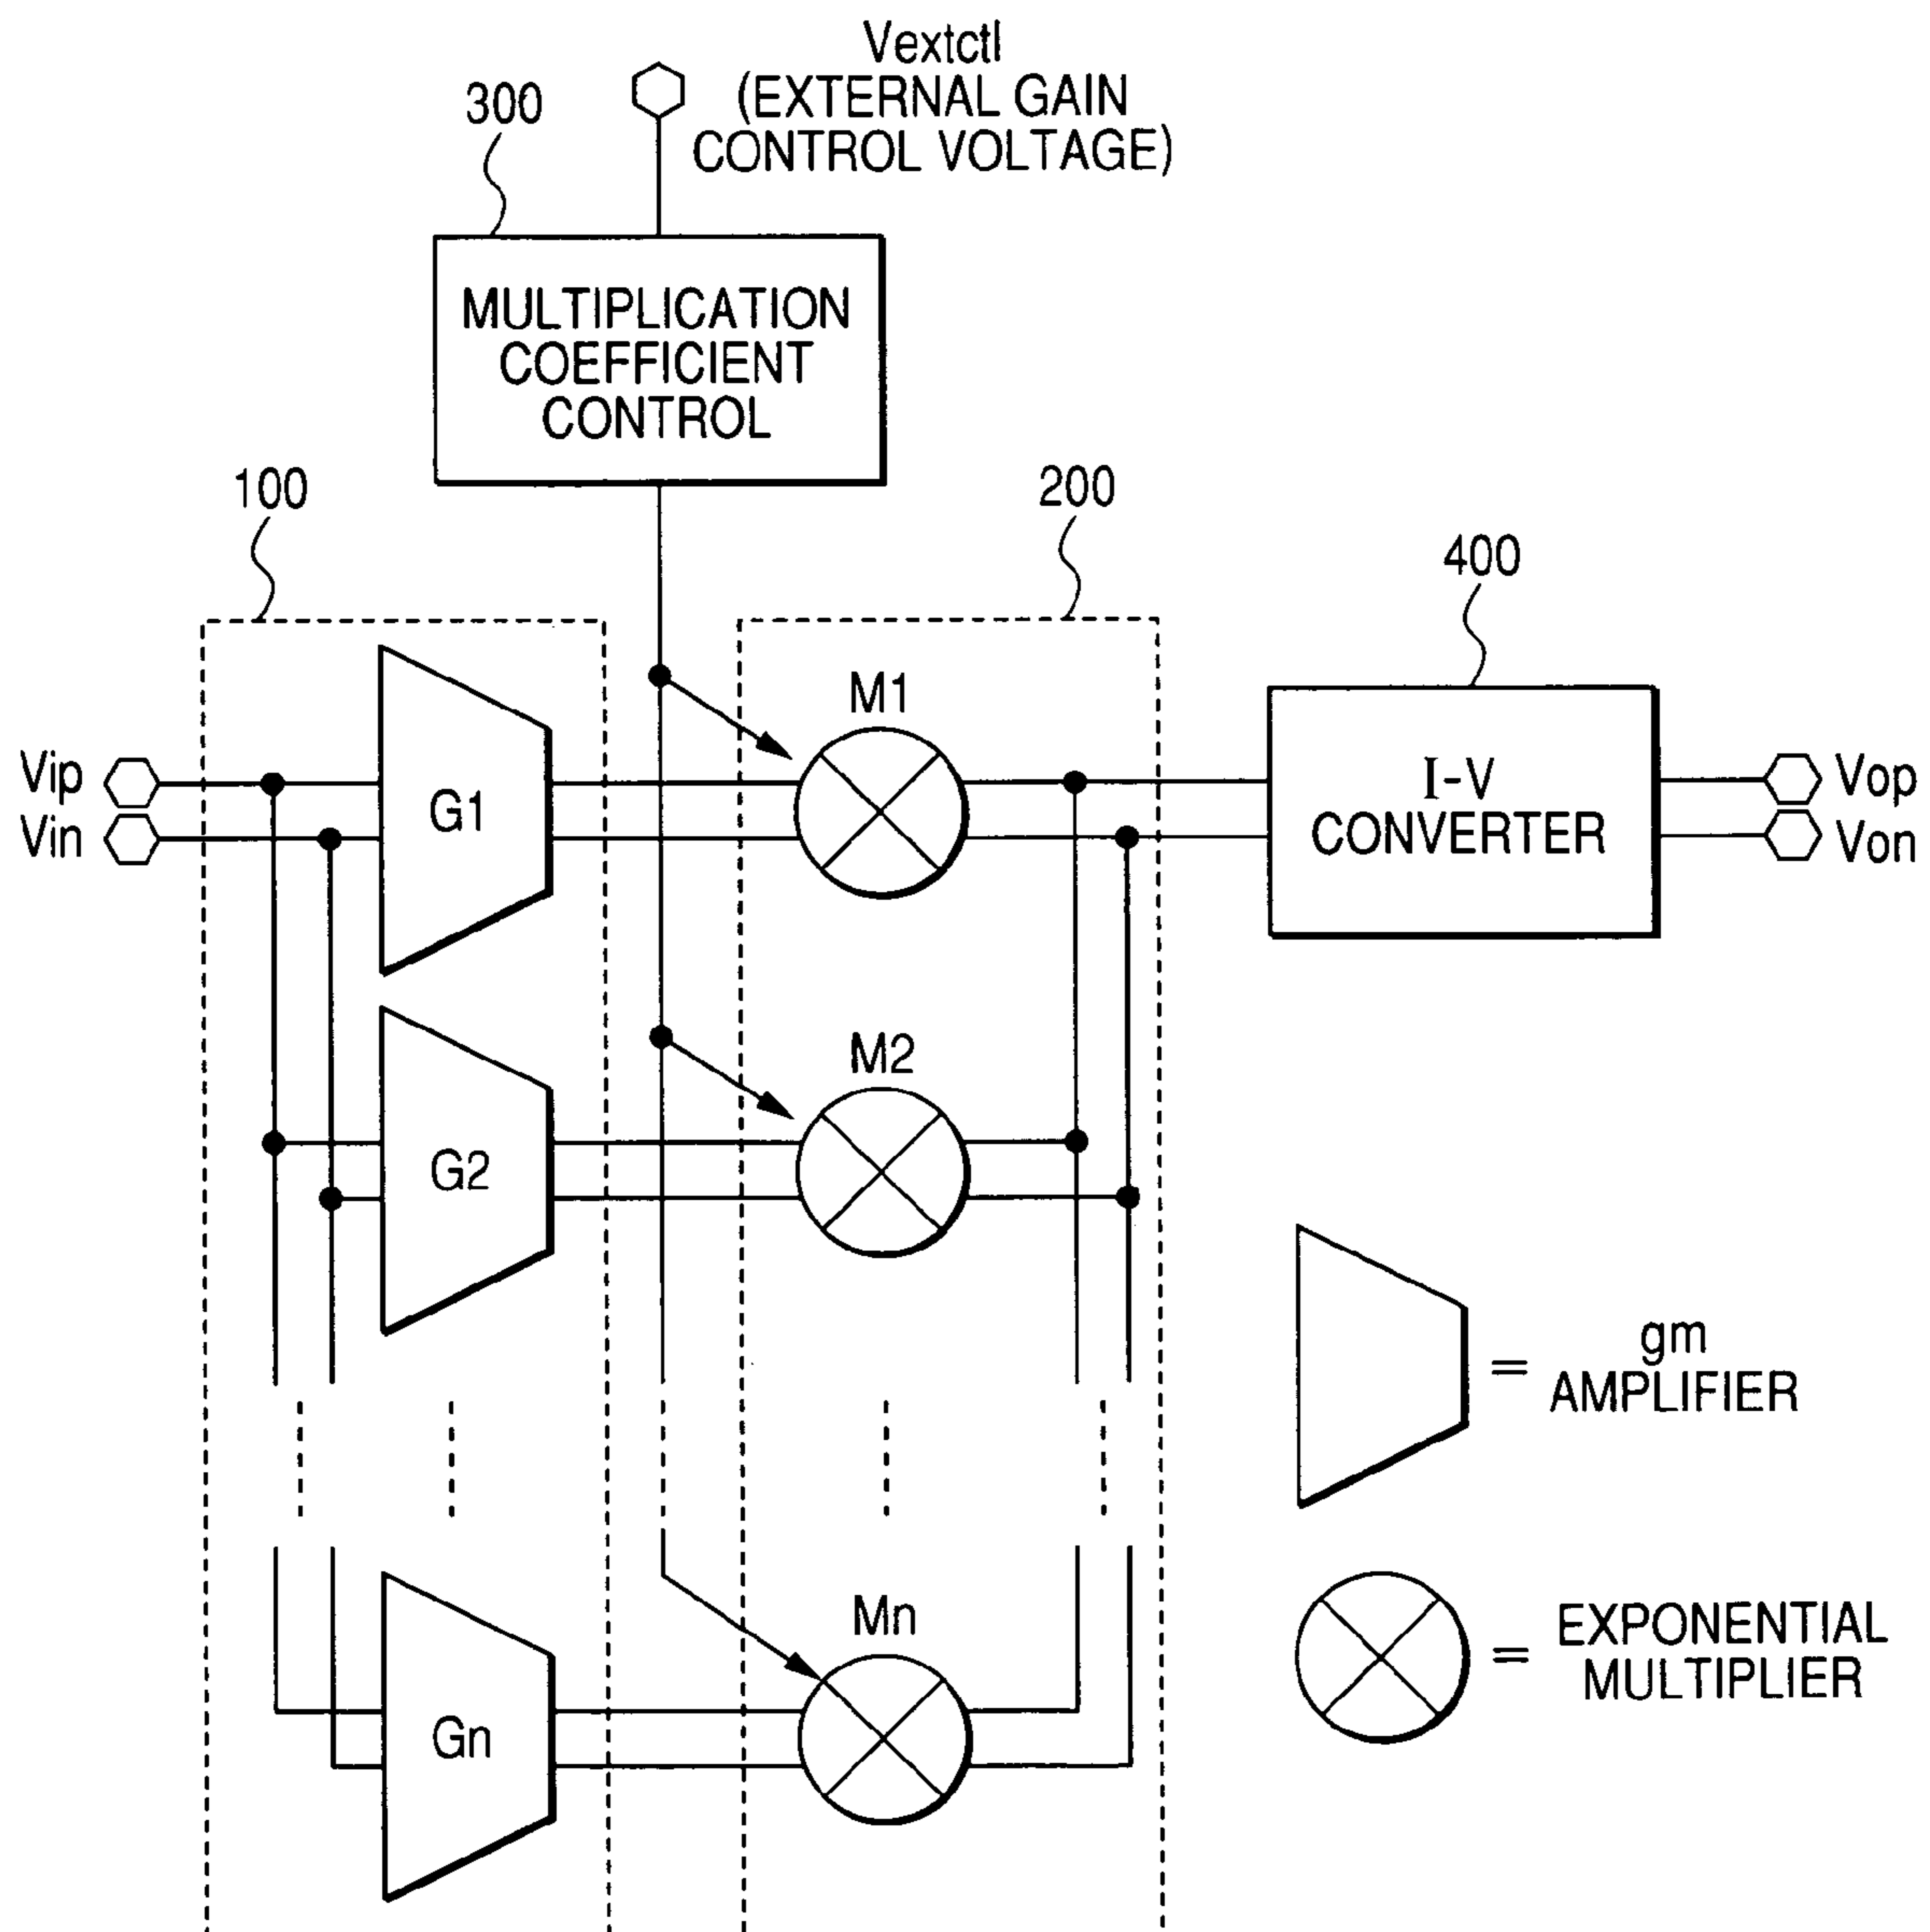 Vextctl
(EXTERNAL GAIN
CONTROL VOLTAGE)
300
MULTIPLICATION
COEFFICIENT
CONTROL
100
200
400
Vip
Vin
G1
M1
I-V
CONVERTER
Vop
Von
G2
M2
gm
AMPLIFIER
=
Gn
Mn
=
EXPONENTIAL
MULTIPLIER